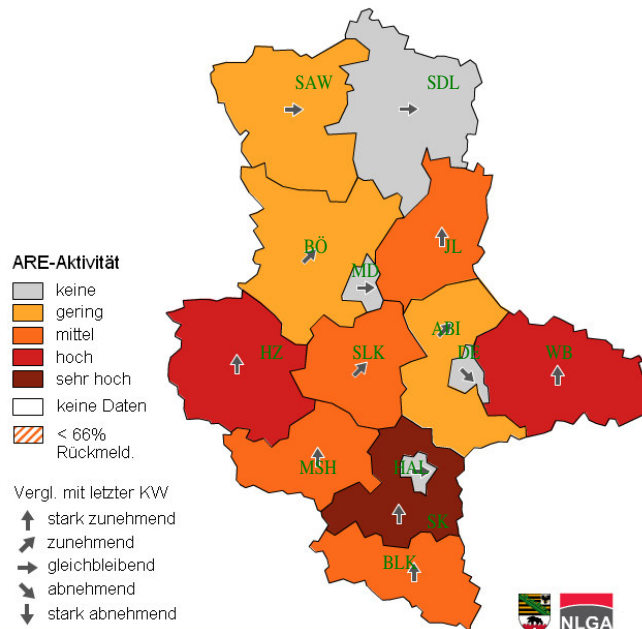 SAW
SDL
BÖ
MD
JL
ARE-Aktivität
keine
gering
mittel
hoch
sehr hoch
keine Daten
< 66%
Rückmeld.
HZ
SLK
ABI
DE
WB
MSH
HAL
SK
BLK
Vergl. mit letzter KW
stark zunehmend
zunehmend
gleichbleibend
abnehmend
stark abnehmend
NLGA